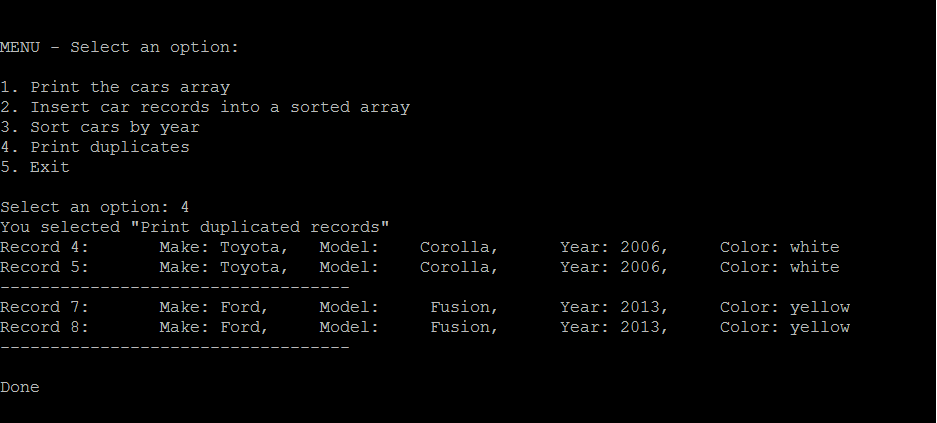 MENU - Select an option:
1. Print the cars array
2. Insert car records into a sorted array
3. Sort cars by year
4. Print duplicates
5. Exit
Select an option: 4
You selected "Print duplicated records"
Record 4:       Make: Toyota,   Model:    Corolla,      Year: 2006,     Color: white
Record 5:       Make: Toyota,   Model:    Corolla,      Year: 2006,     Color: white
-----------------------------------
Record 7:       Make: Ford,     Model:     Fusion,      Year: 2013,     Color: yellow
Record 8:       Make: Ford,     Model:     Fusion,      Year: 2013,     Color: yellow
-----------------------------------
Done